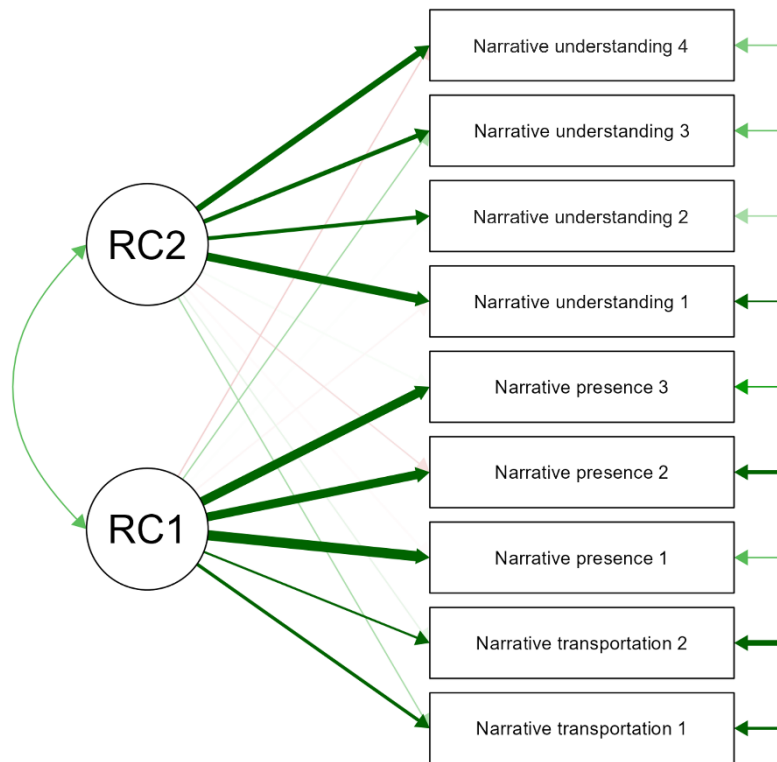 Narrative understanding 4
Narrative understanding 3
RC2
Narrative understanding 2
Narrative understanding 1
Narrative presence 3
Narrative presence 2
RC1
Narrative presence 1
Narrative transportation 2
Narrative transportation 1